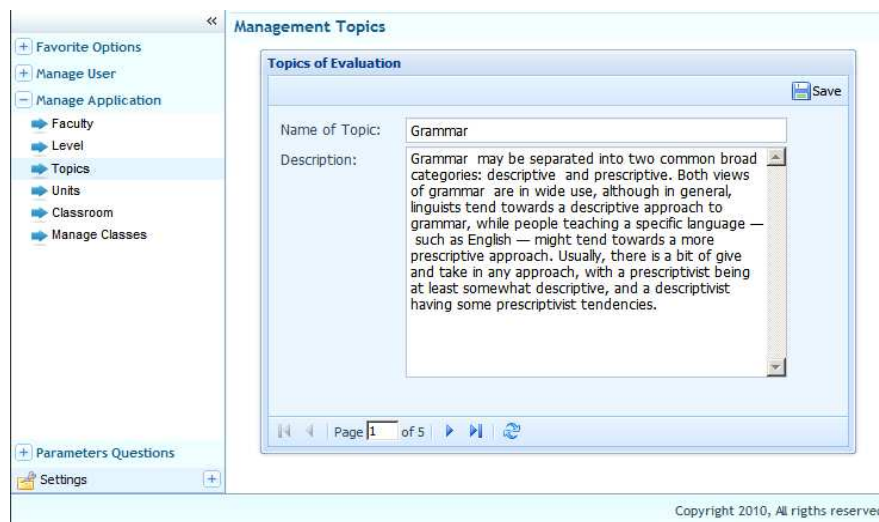 «
Management Topics
Favorite Options
Manage User
Manage Application
Faculty
Level
Topics
Units
Classroom
Manage Classes
Parameters Questions
Settings
Topics of Evaluation
Save
Name of Topic: Grammar
Description:
Grammar may be separated into two common broad
categories: descriptive and prescriptive. Both views
of grammar are in wide use, although in general,
linguists tend towards a descriptive approach to
grammar, while people teaching a specific language —
such as English — might tend towards a more
prescriptive approach. Usually, there is a bit of give
and take in any approach, with a prescriptivist being
at least somewhat descriptive, and a descriptivist
having some prescriptivist tendencies.
Page 1 of 5
Copyright 2010, All rigths reserved